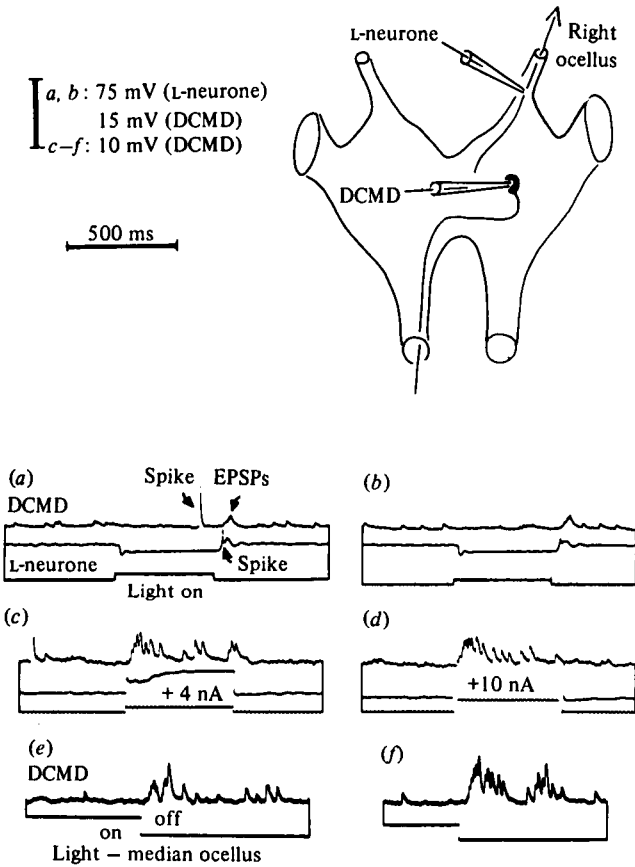 L-neurone
Right
ocellus
a, b: 75 mV (L-neurone)
15 mV (DCMD)
c–f: 10 mV (DCMD)
DCMD
500 ms
(a)
Spike
EPSPs
(b)
DCMD
L-neurone
Spike
Light on
(c)
(d)
+ 4 nA
+10 nA
(e)
(f)
DCMD
off
on
Light – median ocellus